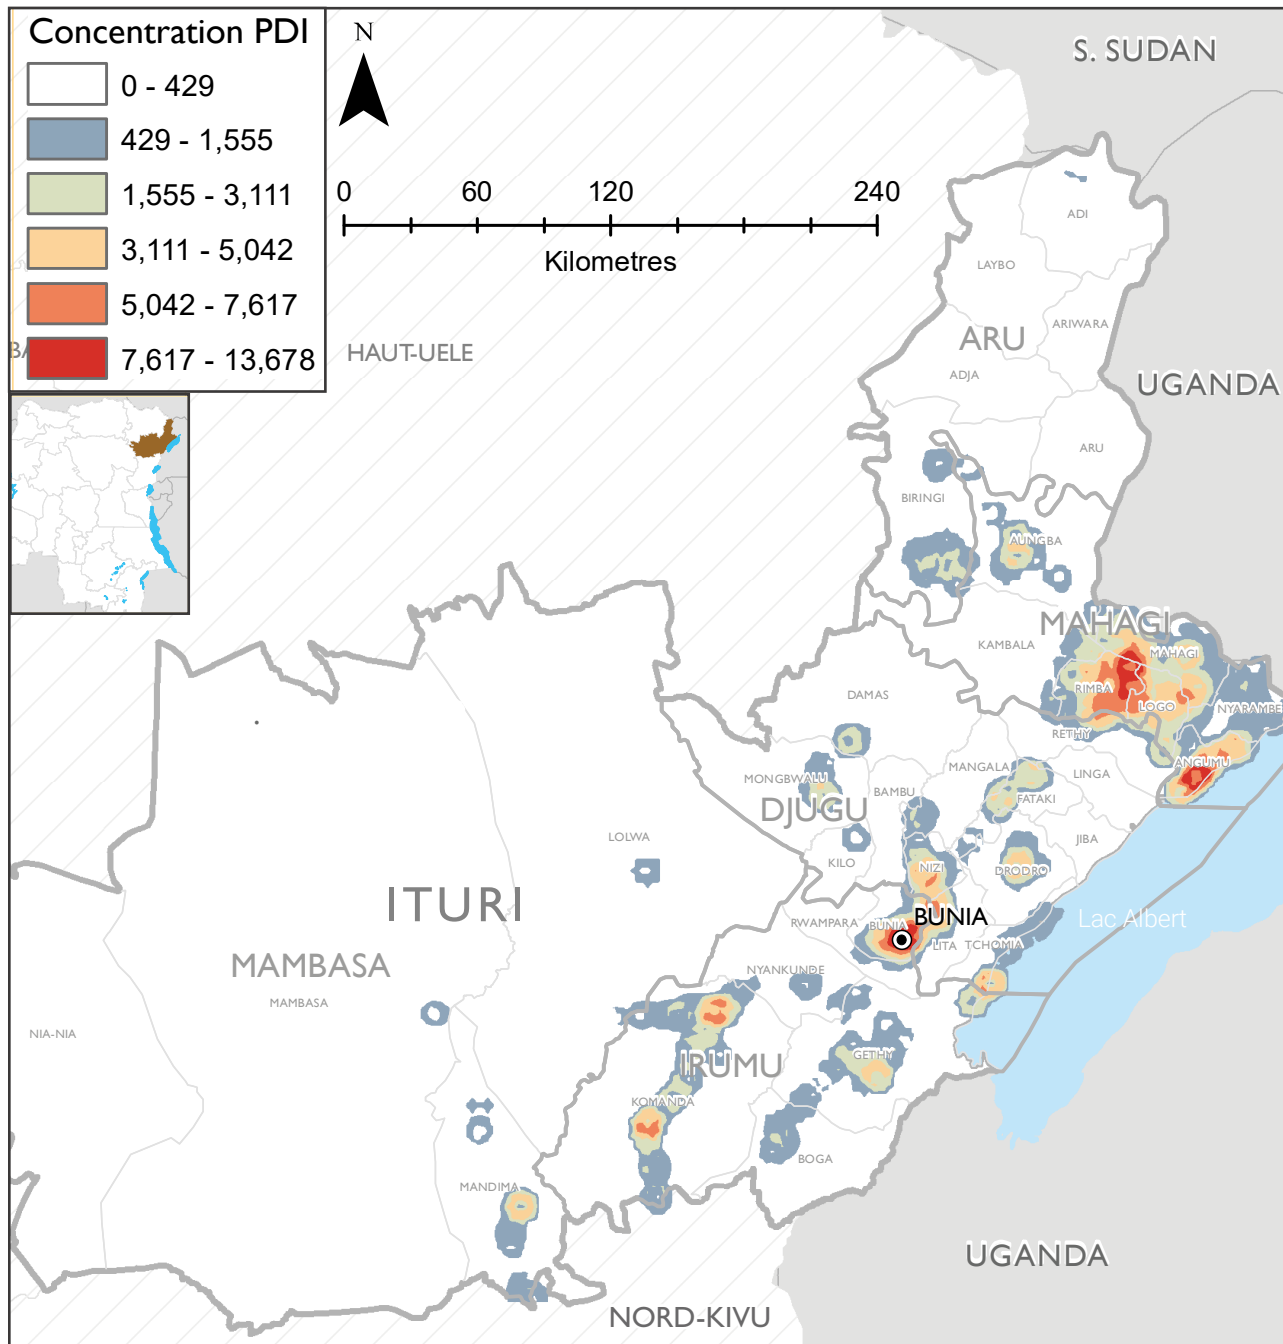 Concentration PDI
0 - 429
429 - 1,555
1,555 - 3,111
3,111 - 5,042
5,042 - 7,617
7,617 - 13,678
N
0 60 120 240
Kilometres
S. SUDAN
ADI
LAYBO
ARIWARA
ARU
HAUT-UELE
ADJA
UGANDA
ARU
BIRINGI
AUNGBA
MAHAGI
KAMBALA
MAHAGI
RIMBA
DAMAS
LOGO
NYARAMBE
RETHY
ANGUMU
MANGALA
LINGA
MONGBWALU
BAMBU
FATAKI
DJUGU
LOLWA
JIBA
KILO
NIZI
DRODRO
ITURI
BUNIA
RWAMPARA
BUNIA
Lac Albert
LITA
TCHOMIA
MAMBASA
NYANKUNDE
MAMBASA
NIA-NIA
GETHY
IRUMU
KOMANDA
BOGA
MANDIMA
UGANDA
NORD-KIVU